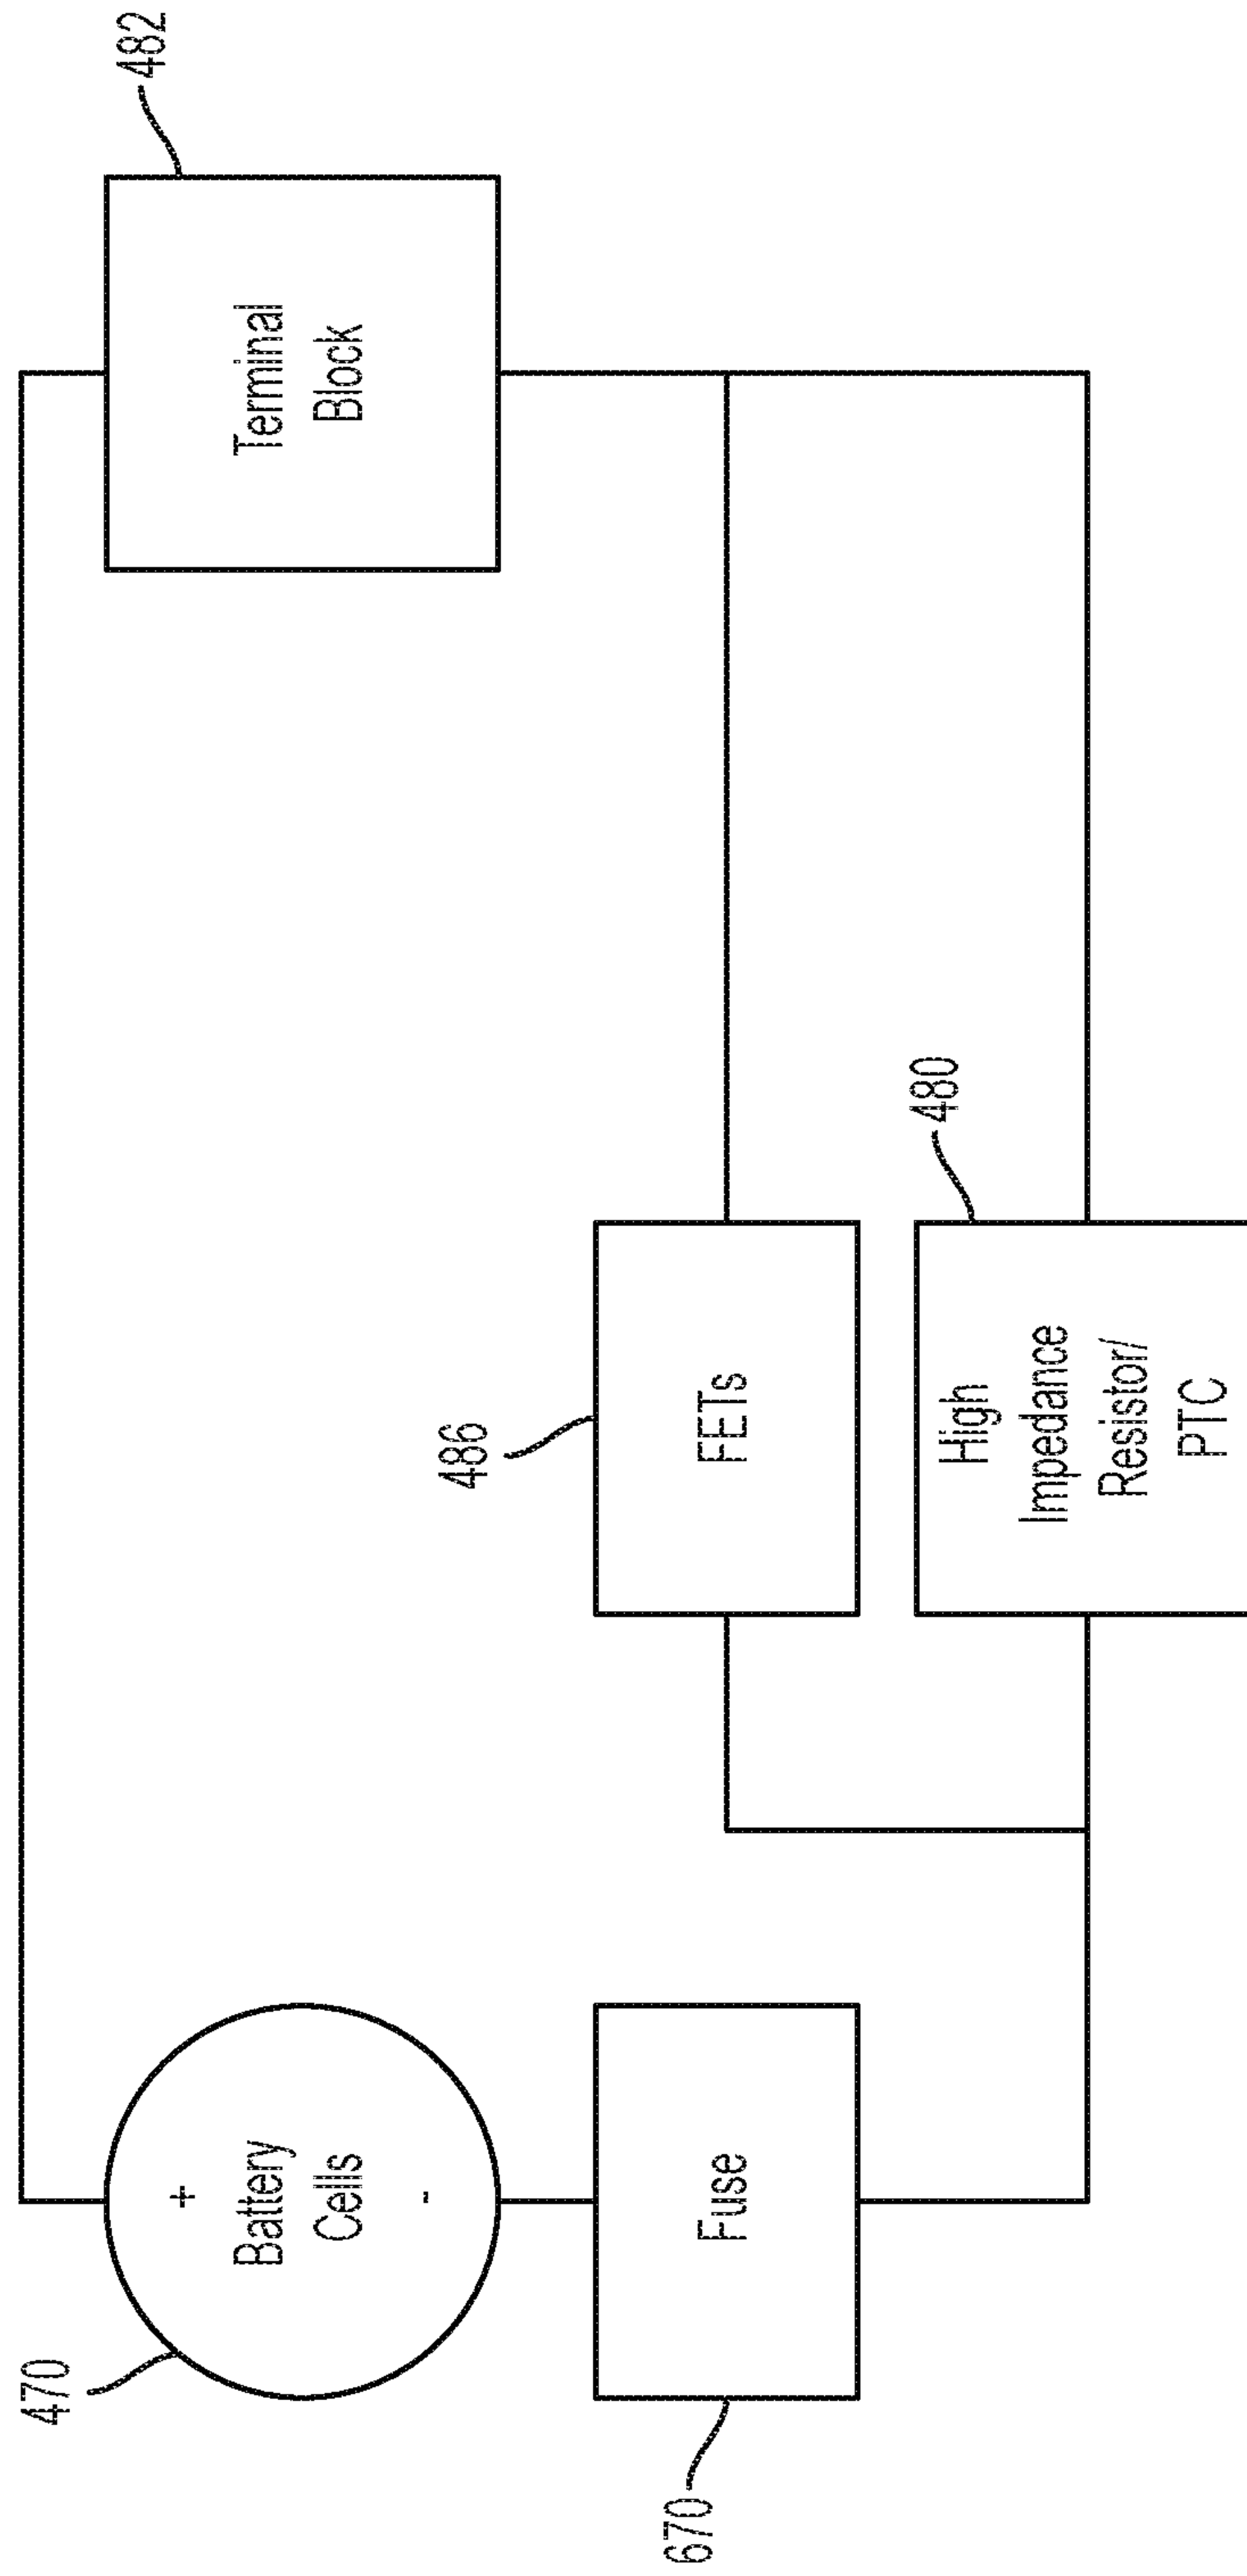 470
+
Battery
Cells
-
670
Fuse
486
FETs
480
High
Impedance
Resistor/
PTC
482
Terminal
Block